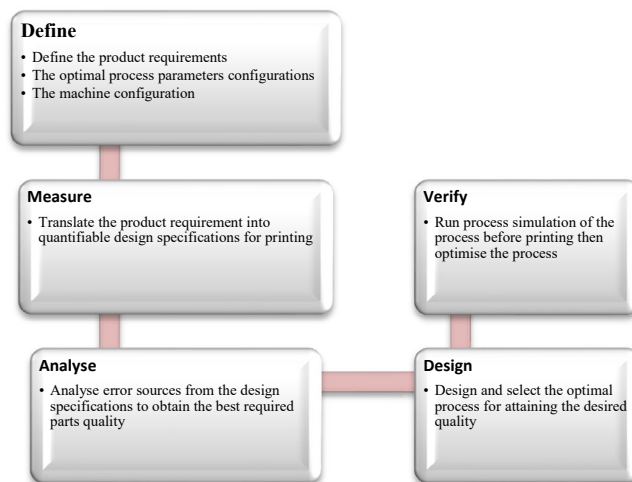 Define
• Define the product requirements
• The optimal process parameters configurations
• The machine configuration
Measure
• Translate the product requirement into
quantifiable design specifications for printing
Analyse
• Analyse error sources from the design
specifications to obtain the best required
parts quality
Design
• Design and select the optimal
process for attaining the desired
quality
Verify
• Run process simulation of the
process before printing then
optimise the process